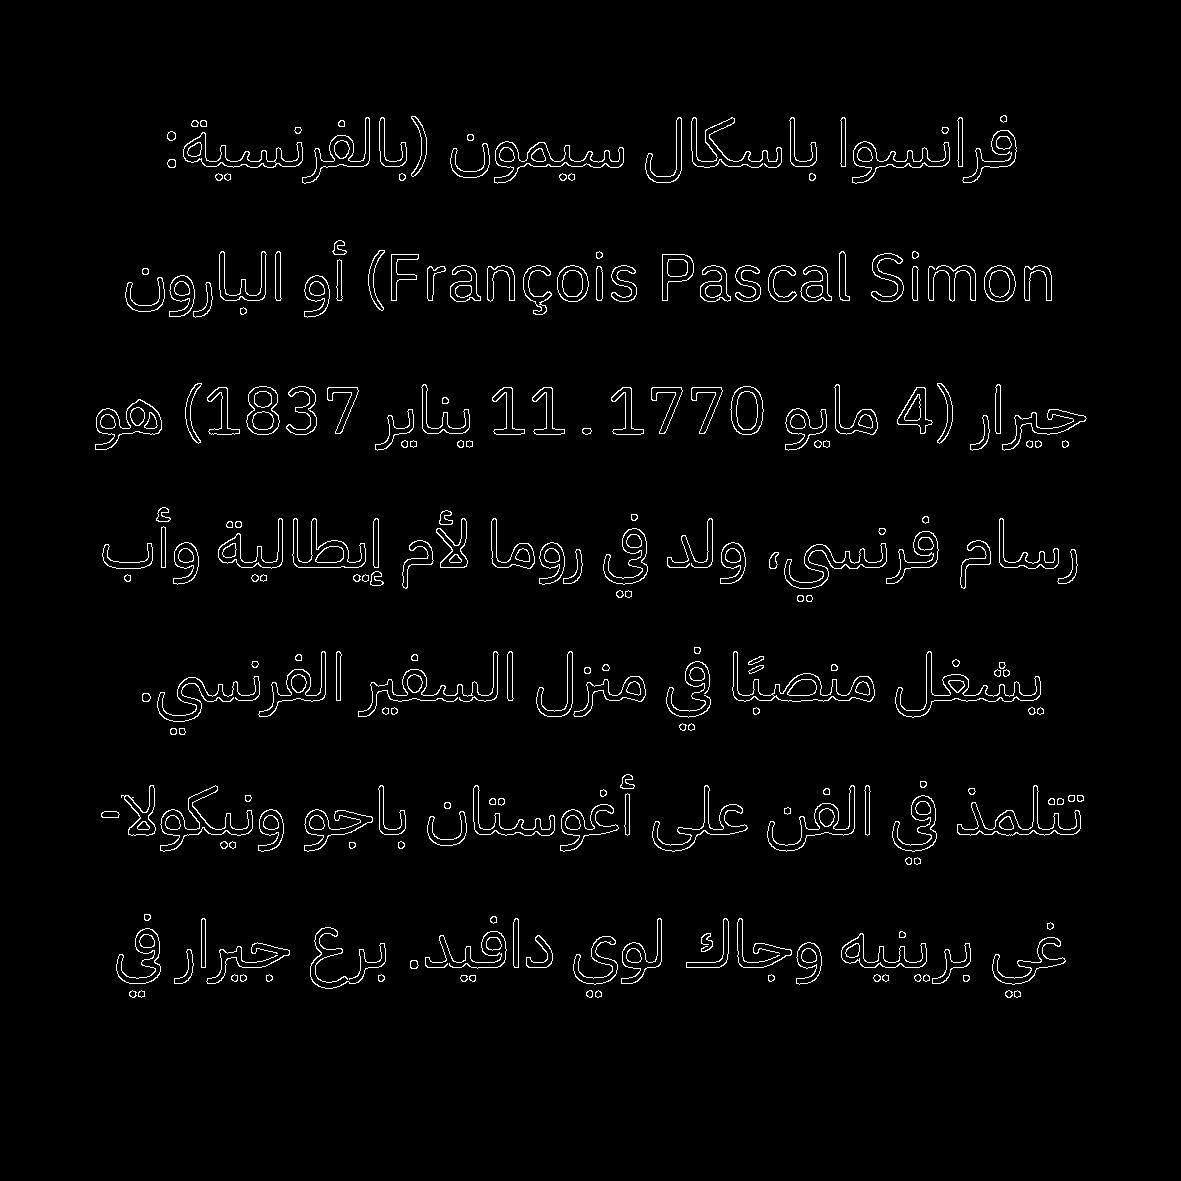 فرانسوا باسكال سيمون (بالفرنسية:
François Pascal Simon) أو البارون
جيرار (4 مايو 1770 ـ 11 يناير 1837) هو
رسام فرنسي، ولد في روما لأم إيطالية وأب
يشغل منصبًا في منزل السفير الفرنسي.
تتلمذ في الفن على أغوستان باجو ونيكولا-
غي برينيه وجاك لوي دافيد. برع جيرار في